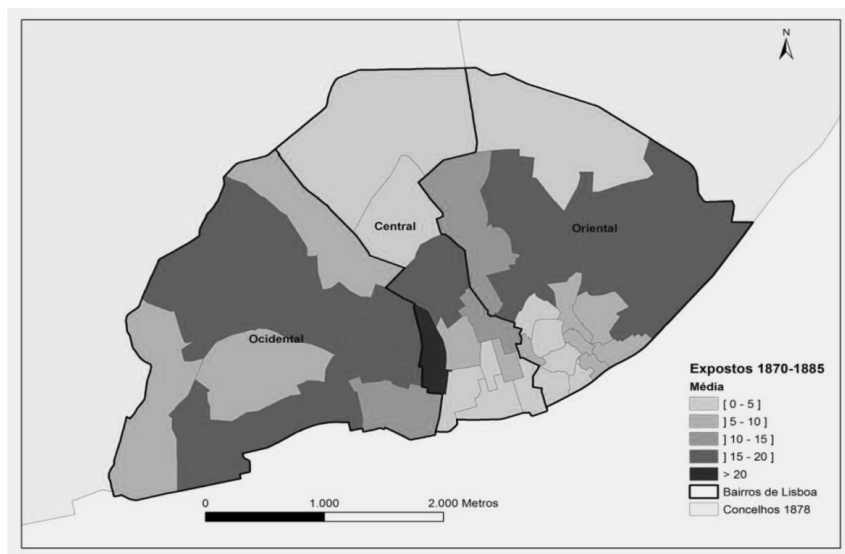 N
Central
Oriental
Ocidental
Expostos 1870-1885
Média
[ 0 - 5 ]
] 5 - 10 ]
] 10 - 15 ]
] 15 - 20 ]
> 20
Bairros de Lisboa
Concelhos 1878
0 1.000 2.000 Metros